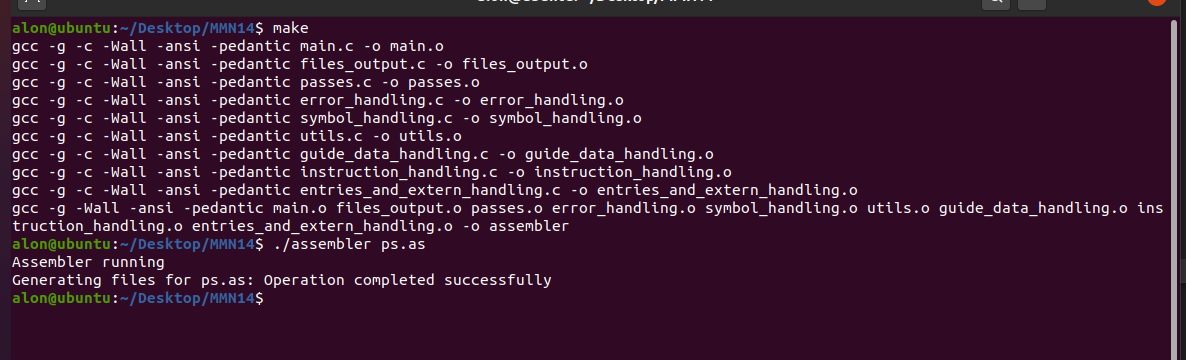 alon@ubuntu:~/Desktop/MMN14$ make
gcc -g -c -Wall -ansi -pedantic main.c -o main.o
gcc -g -c -Wall -ansi -pedantic files_output.c -o files_output.o
gcc -g -c -Wall -ansi -pedantic passes.c -o passes.o
gcc -g -c -Wall -ansi -pedantic error_handling.c -o error_handling.o
gcc -g -c -Wall -ansi -pedantic symbol_handling.c -o symbol_handling.o
gcc -g -c -Wall -ansi -pedantic utils.c -o utils.o
gcc -g -c -Wall -ansi -pedantic guide_data_handling.c -o guide_data_handling.o
gcc -g -c -Wall -ansi -pedantic instruction_handling.c -o instruction_handling.o
gcc -g -c -Wall -ansi -pedantic entries_and_extern_handling.c -o entries_and_extern_handling.o
gcc -g -Wall -ansi -pedantic main.o files_output.o passes.o error_handling.o symbol_handling.o utils.o guide_data_handling.o ins
truction_handling.o entries_and_extern_handling.o -o assembler
alon@ubuntu:~/Desktop/MMN14$ ./assembler ps.as
Assembler running
Generating files for ps.as: Operation completed successfully
alon@ubuntu:~/Desktop/MMN14$